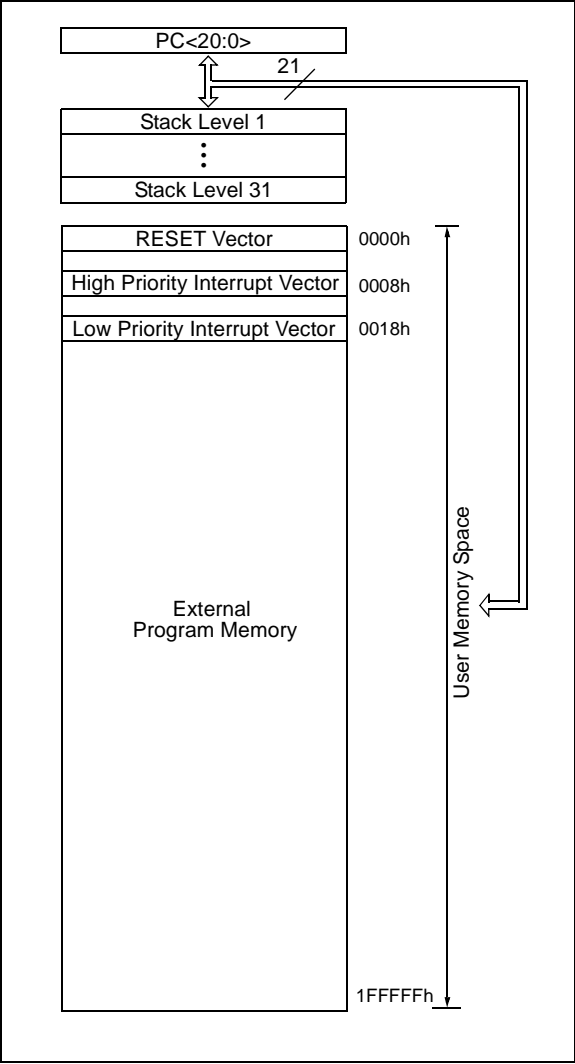 PC<20:0>
21
Stack Level 1
Stack Level 31
RESET Vector
0000h
High Priority Interrupt Vector
0008h
Low Priority Interrupt Vector
0018h
External
Program Memory
User Memory Space
1FFFFFh